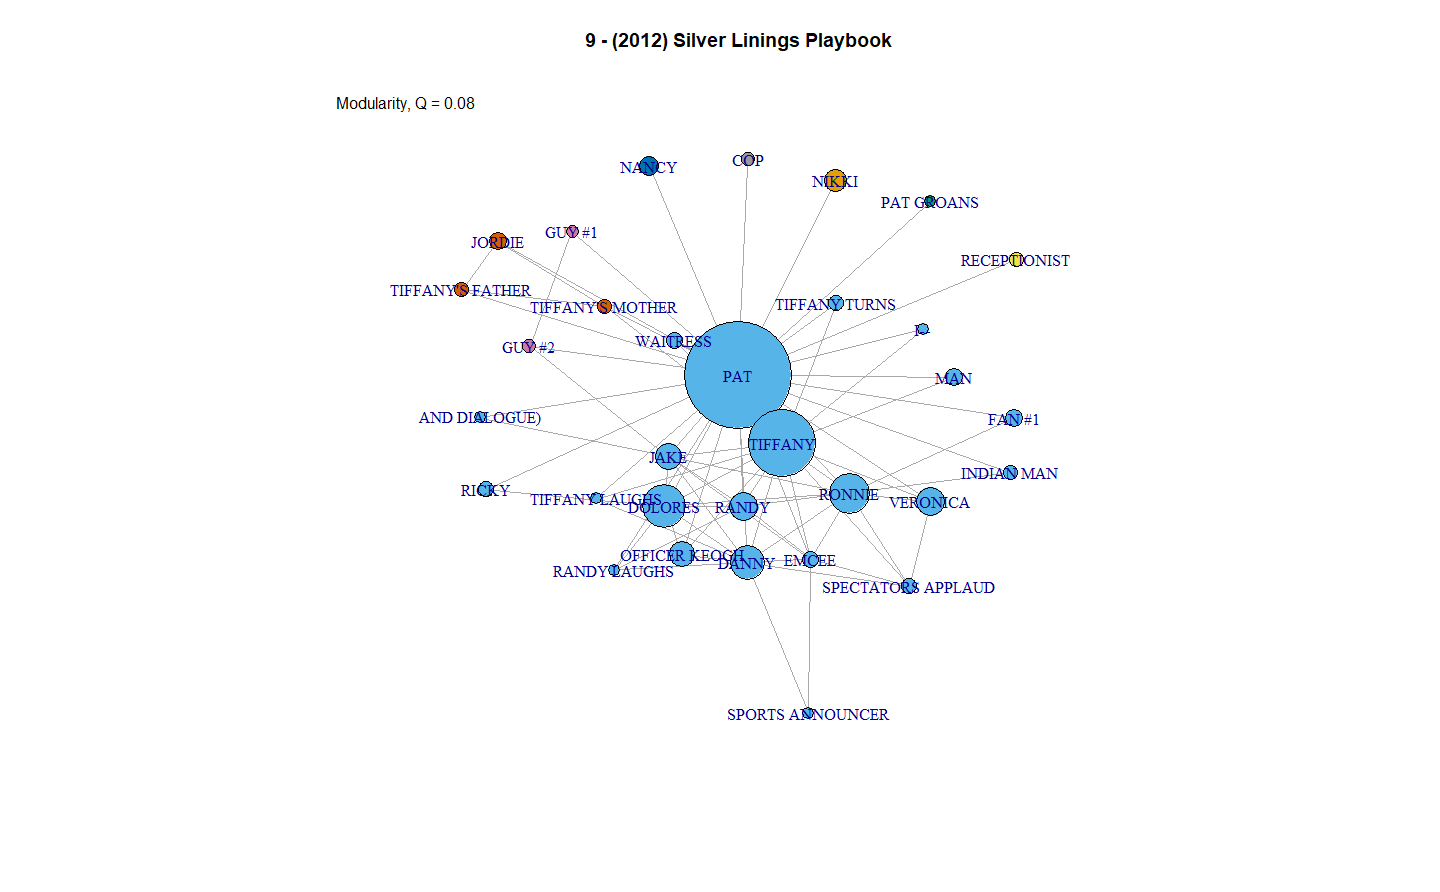 9 - (2012) Silver Linings Playbook
Modularity, Q = 0.08
COP
NANCY
NIKKI
PAT GROANS
GUY #1
JORDIE
RECEPTIONIST
TIFFANY'S FATHER
TIFFANY TURNS
TIFFANY'S MOTHER
WAITRESS
GUY #2
PAT
MAN
AND DIALOGUE)
FAN #1
TIFFANY
JAKE
INDIAN MAN
RICKY
RONNIE
TIFFANY LAUGHS
VERONICA
DOLORES
RANDY
OFFICER KEOGH
DANNY
EMCEE
RANDY LAUGHS
SPECTATORS APPLAUD
SPORTS ANNOUNCER